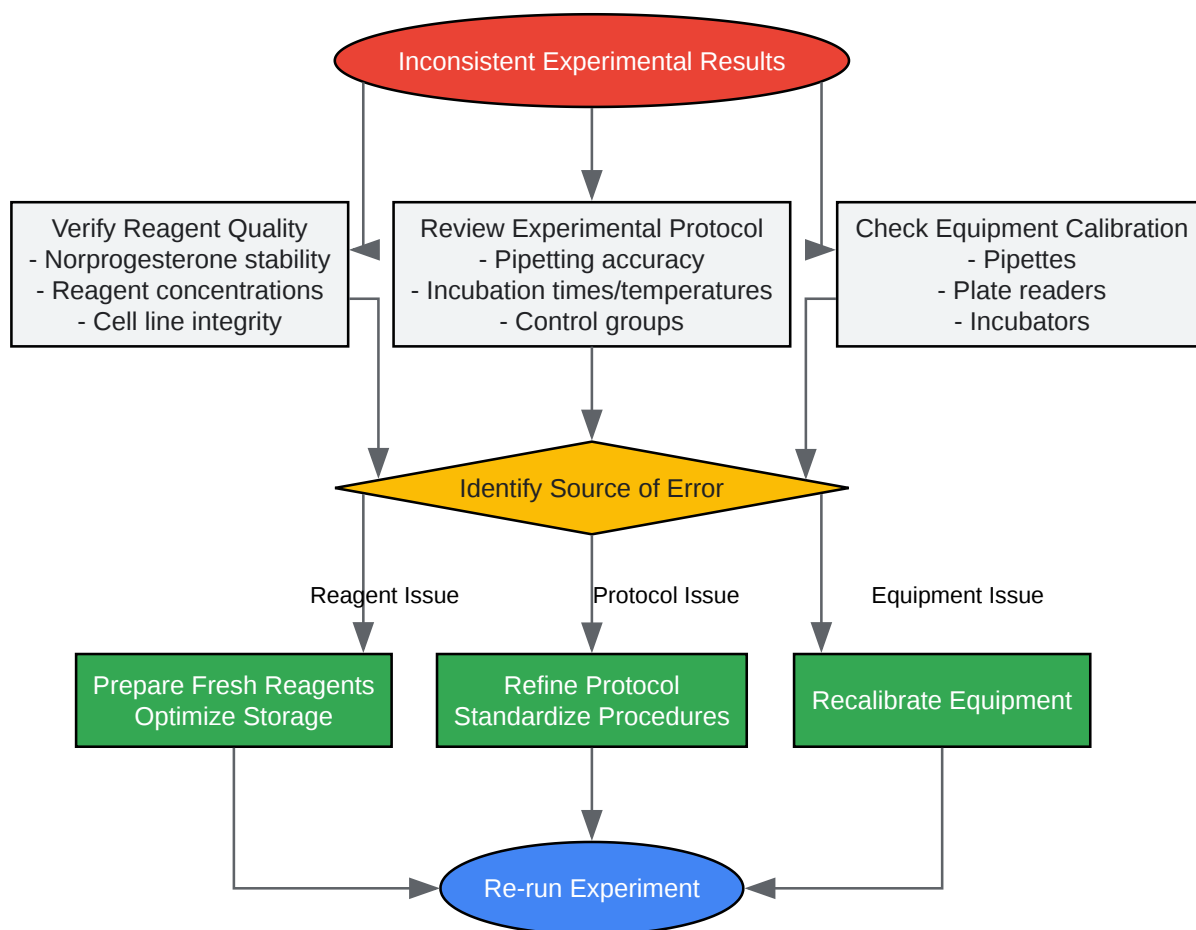 Inconsistent Experimental Results
Verify Reagent Quality
- Norprogesterone stability
- Reagent concentrations
- Cell line integrity
Review Experimental Protocol
- Pipetting accuracy
- Incubation times/temperatures
- Control groups
Check Equipment Calibration
- Pipettes
- Plate readers
- Incubators
Identify Source of Error
Reagent Issue
Protocol Issue
Equipment Issue
Prepare Fresh Reagents
Optimize Storage
Refine Protocol
Standardize Procedures
Recalibrate Equipment
Re-run Experiment